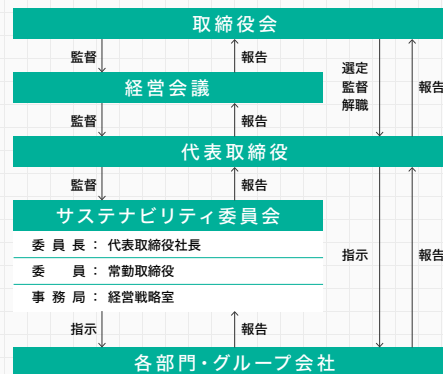 取締役会
監督
報告
選定
監督
解職
報告
経営会議
監督
報告
代表取締役
監督
報告
サステナビリティ委員会
委員長：代表取締役社長
委員：常勤取締役
事務局：経営戦略室
指示
報告
指示
報告
各部門・グループ会社